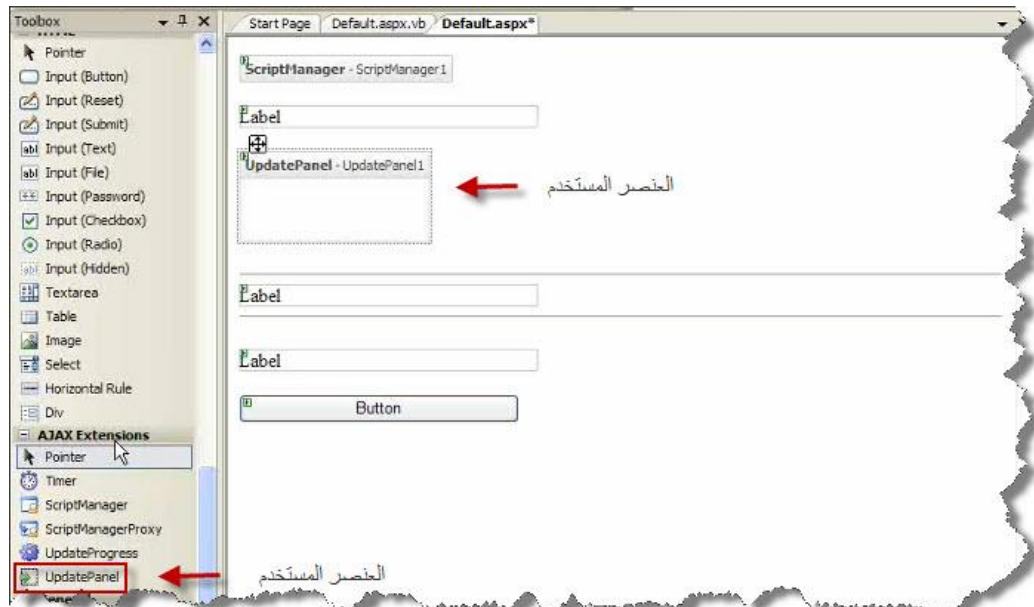 Toolbox
Start Page
Default.aspx.vb
Default.aspx*
HTML
Pointer
Input (Button)
Input (Reset)
Input (Submit)
Input (Text)
Input (File)
Input (Password)
Input (Checkbox)
Input (Radio)
Input (Hidden)
Textarea
Table
Image
Select
Horizontal Rule
Div
AJAX Extensions
Pointer
Timer
ScriptManager
ScriptManagerProxy
UpdateProgress
UpdatePanel
ScriptManager - ScriptManager1
Label
UpdatePanel - UpdatePanel1
العنصر المستخدم
Label
Label
Button
العنصر المستخدم